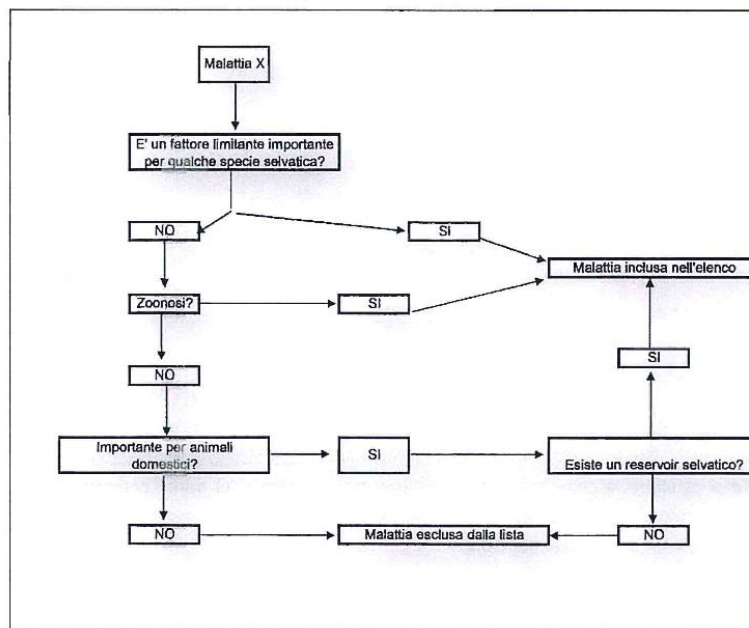 Malattia X
E' un fattore limitante importante
per qualche specie selvatica?
NO
SI
Malattia inclusa nell'elenco
Zoonosi?
SI
SI
NO
Importante per animali
domestici?
SI
Esiste un reservoir selvatico?
NO
Malattia esclusa dalla lista
NO